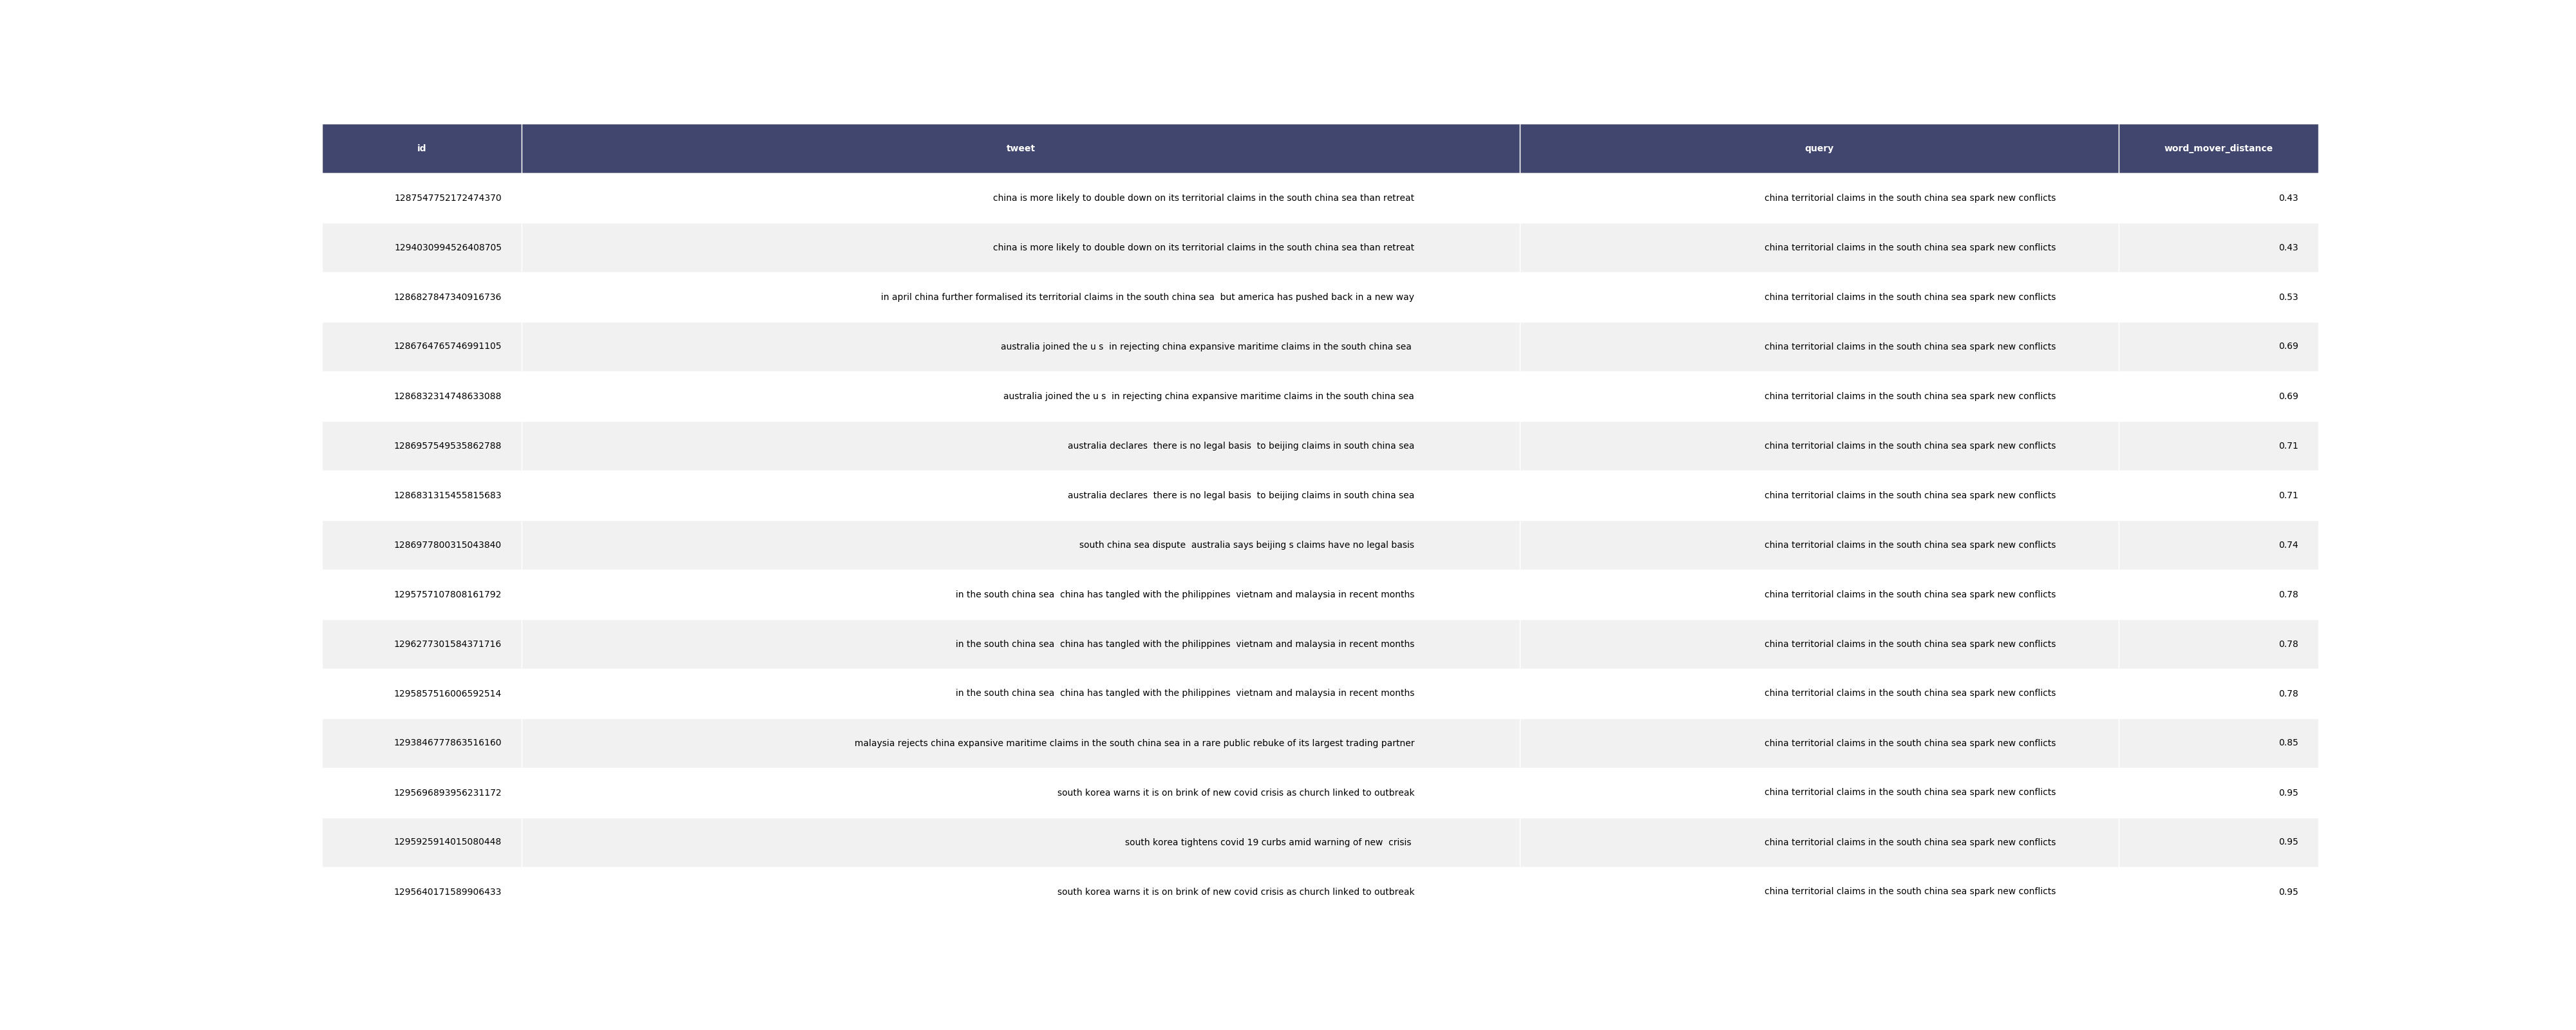 id tweet query word_mover_distance
1287547752172474370 china is more likely to double down on its territorial claims in the south china sea than retreat china territorial claims in the south china sea spark new conflicts 0.43
1294030994526408705 china is more likely to double down on its territorial claims in the south china sea than retreat china territorial claims in the south china sea spark new conflicts 0.43
1286827847340916736 in april china further formalised its territorial claims in the south china sea  but america has pushed back in a new way china territorial claims in the south china sea spark new conflicts 0.53
1286764765746991105 australia joined the u s  in rejecting china expansive maritime claims in the south china sea china territorial claims in the south china sea spark new conflicts 0.69
1286832314748633088 australia joined the u s  in rejecting china expansive maritime claims in the south china sea china territorial claims in the south china sea spark new conflicts 0.69
1286957549535862788 australia declares  there is no legal basis  to beijing claims in south china sea china territorial claims in the south china sea spark new conflicts 0.71
1286831315455815683 australia declares  there is no legal basis  to beijing claims in south china sea china territorial claims in the south china sea spark new conflicts 0.71
1286977800315043840 south china sea dispute  australia says beijing s claims have no legal basis china territorial claims in the south china sea spark new conflicts 0.74
1295757107808161792 in the south china sea  china has tangled with the philippines  vietnam and malaysia in recent months china territorial claims in the south china sea spark new conflicts 0.78
1296277301584371716 in the south china sea  china has tangled with the philippines  vietnam and malaysia in recent months china territorial claims in the south china sea spark new conflicts 0.78
1295857516006592514 in the south china sea  china has tangled with the philippines  vietnam and malaysia in recent months china territorial claims in the south china sea spark new conflicts 0.78
1293846777863516160 malaysia rejects china expansive maritime claims in the south china sea in a rare public rebuke of its largest trading partner china territorial claims in the south china sea spark new conflicts 0.85
1295696893956231172 south korea warns it is on brink of new covid crisis as church linked to outbreak china territorial claims in the south china sea spark new conflicts 0.95
1295925914015080448 south korea tightens covid 19 curbs amid warning of new  crisis china territorial claims in the south china sea spark new conflicts 0.95
1295640171589906433 south korea warns it is on brink of new covid crisis as church linked to outbreak china territorial claims in the south china sea spark new conflicts 0.95